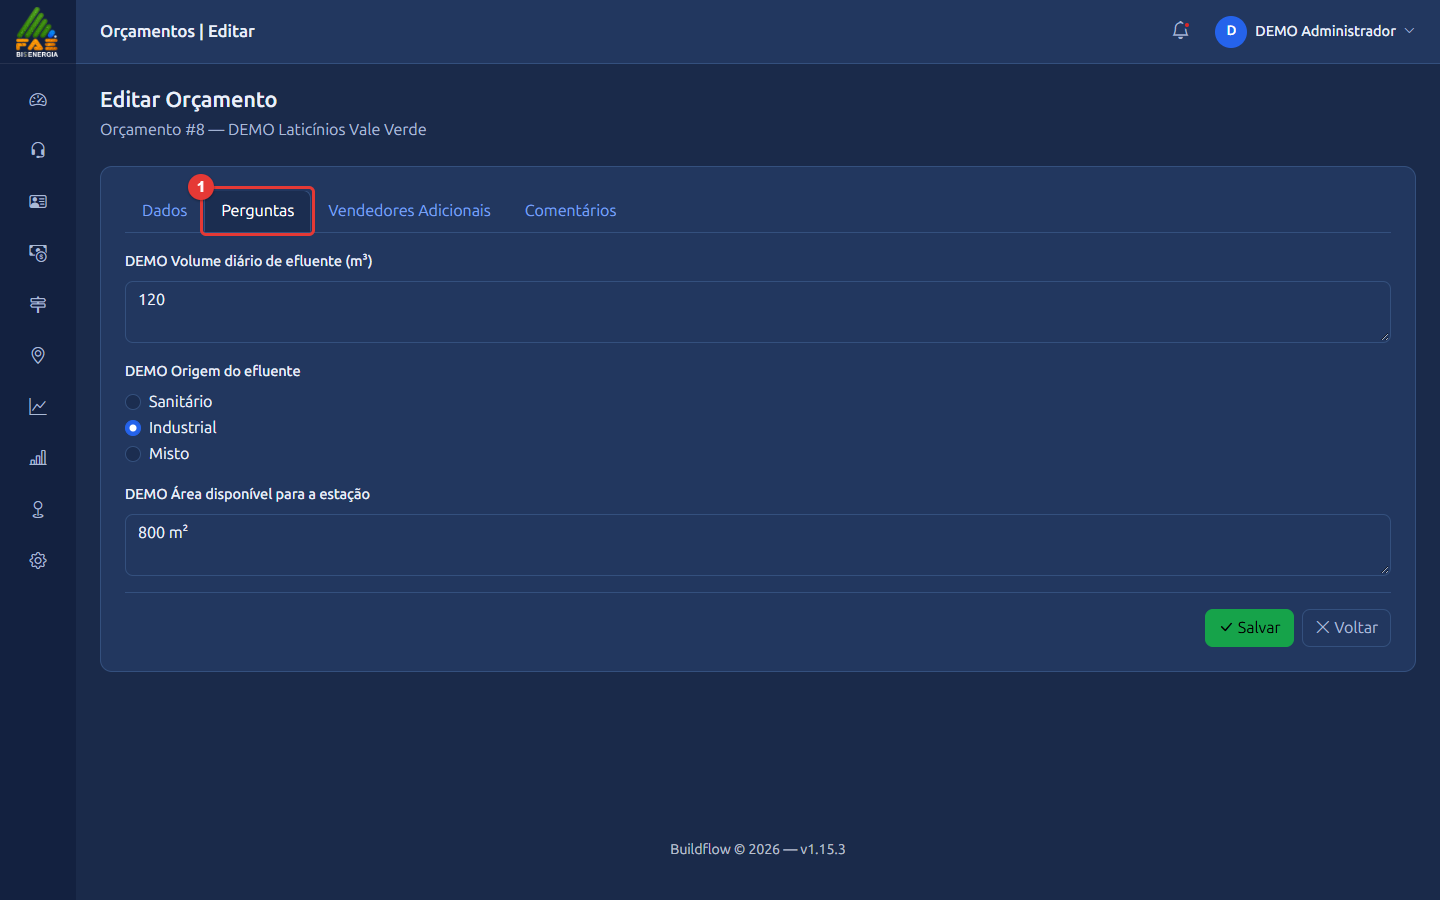 FAE
BIOENERGIA
Orçamentos | Editar
D
DEMO Administrador
Editar Orçamento
Orçamento #8 — DEMO Laticínios Vale Verde
1
Dados
Perguntas
Vendedores Adicionais
Comentários
DEMO Volume diário de efluente (m³)
120
DEMO Origem do efluente
Sanitário
Industrial
Misto
DEMO Área disponível para a estação
800 m²
Salvar
Voltar
Buildflow © 2026 — v1.15.3